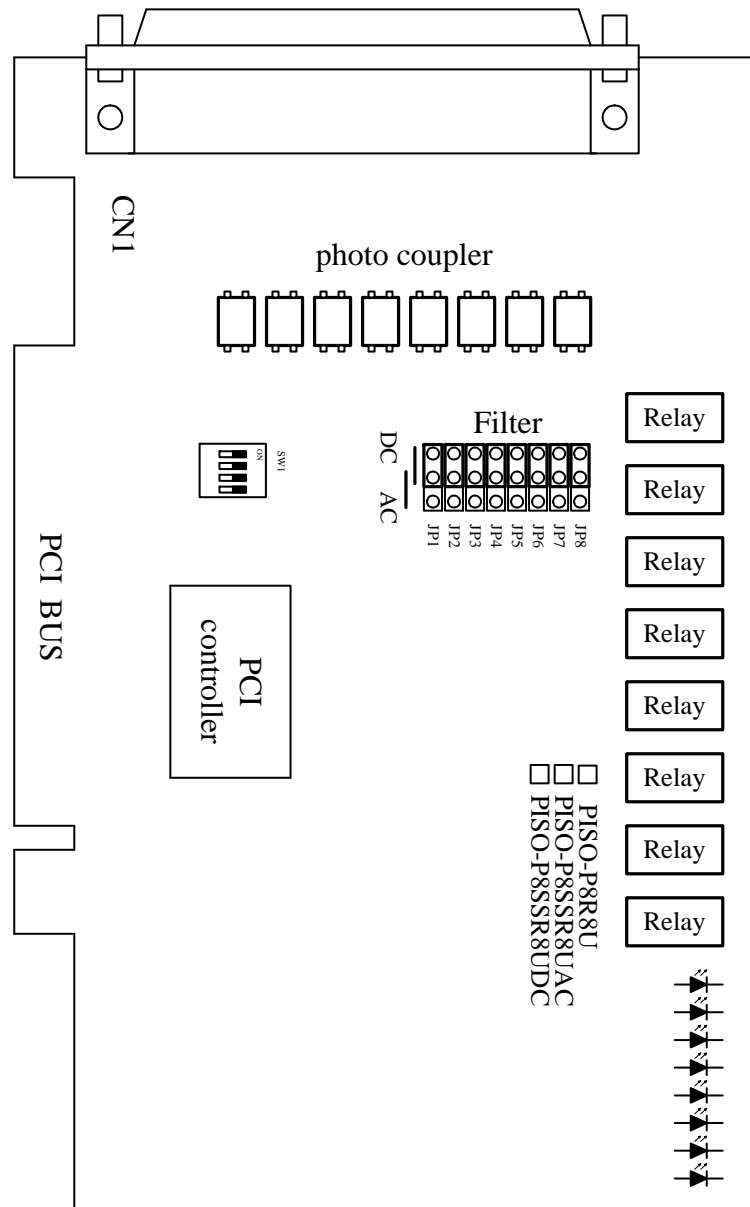 CN1
photo coupler
Filter
DC
AC
JP1
JP2
JP3
JP4
JP5
JP6
JP7
JP8
ON
SW1
Relay
Relay
Relay
Relay
Relay
Relay
Relay
Relay
PCI BUS
PCI
controller
PISO-P8R8U
PISO-P8SSR8UAC
PISO-P8SSR8UDC